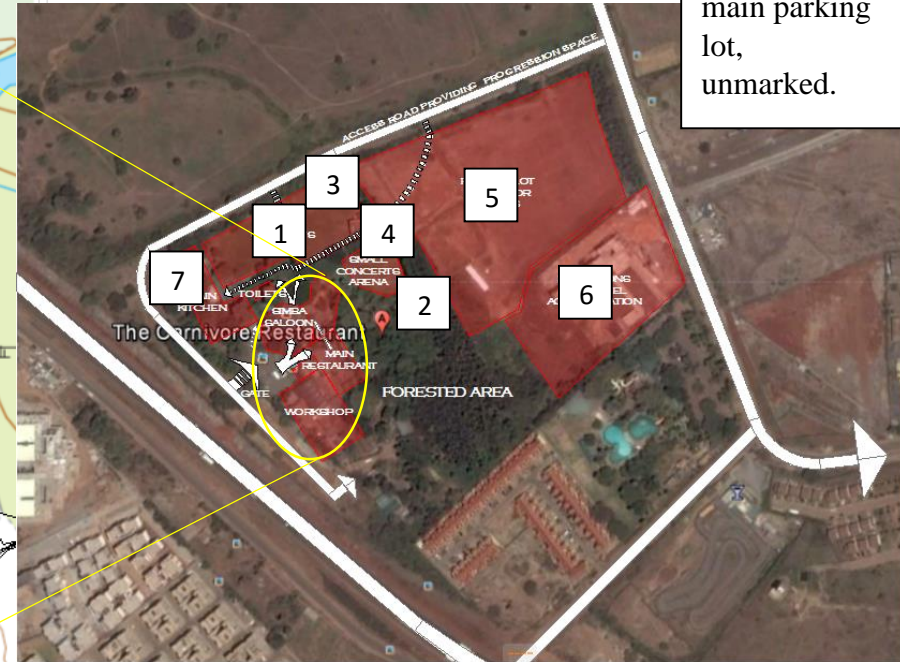 main parking
lot,
unmarked.
ACCESS ROAD PROVIDING PROGRESSION SPACE
3
5
1
4
SMALL
CONCERTS
ARENA
7
2
6
KITCHEN
TOILETS
SIMBA
SALOON
The Carnivore Restaurant
A
MAIN
RESTAURANT
GATE
FORESTED AREA
WORKSHOP